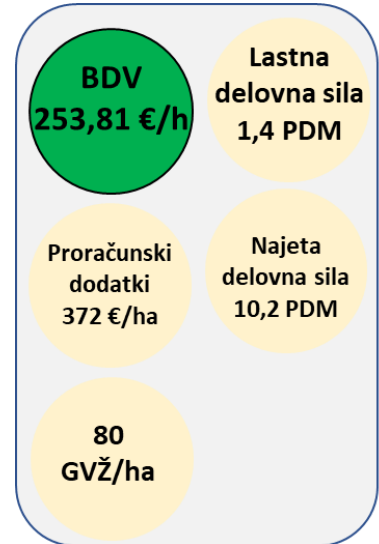 BDV
253,81 €/h
Lastna
delovna sila
1,4 PDM
Proračunski
dodatki
372 €/ha
Najeta
delovna sila
10,2 PDM
80
GVŽ/ha